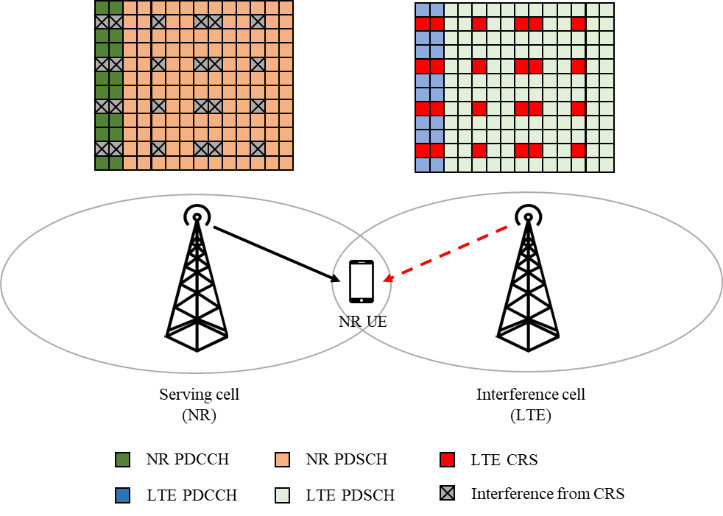 NR UE
Serving cell
(NR)
Interference cell
(LTE)
NR PDCCH
NR PDSCH
LTE CRS
LTE PDCCH
LTE PDSCH
Interference from CRS